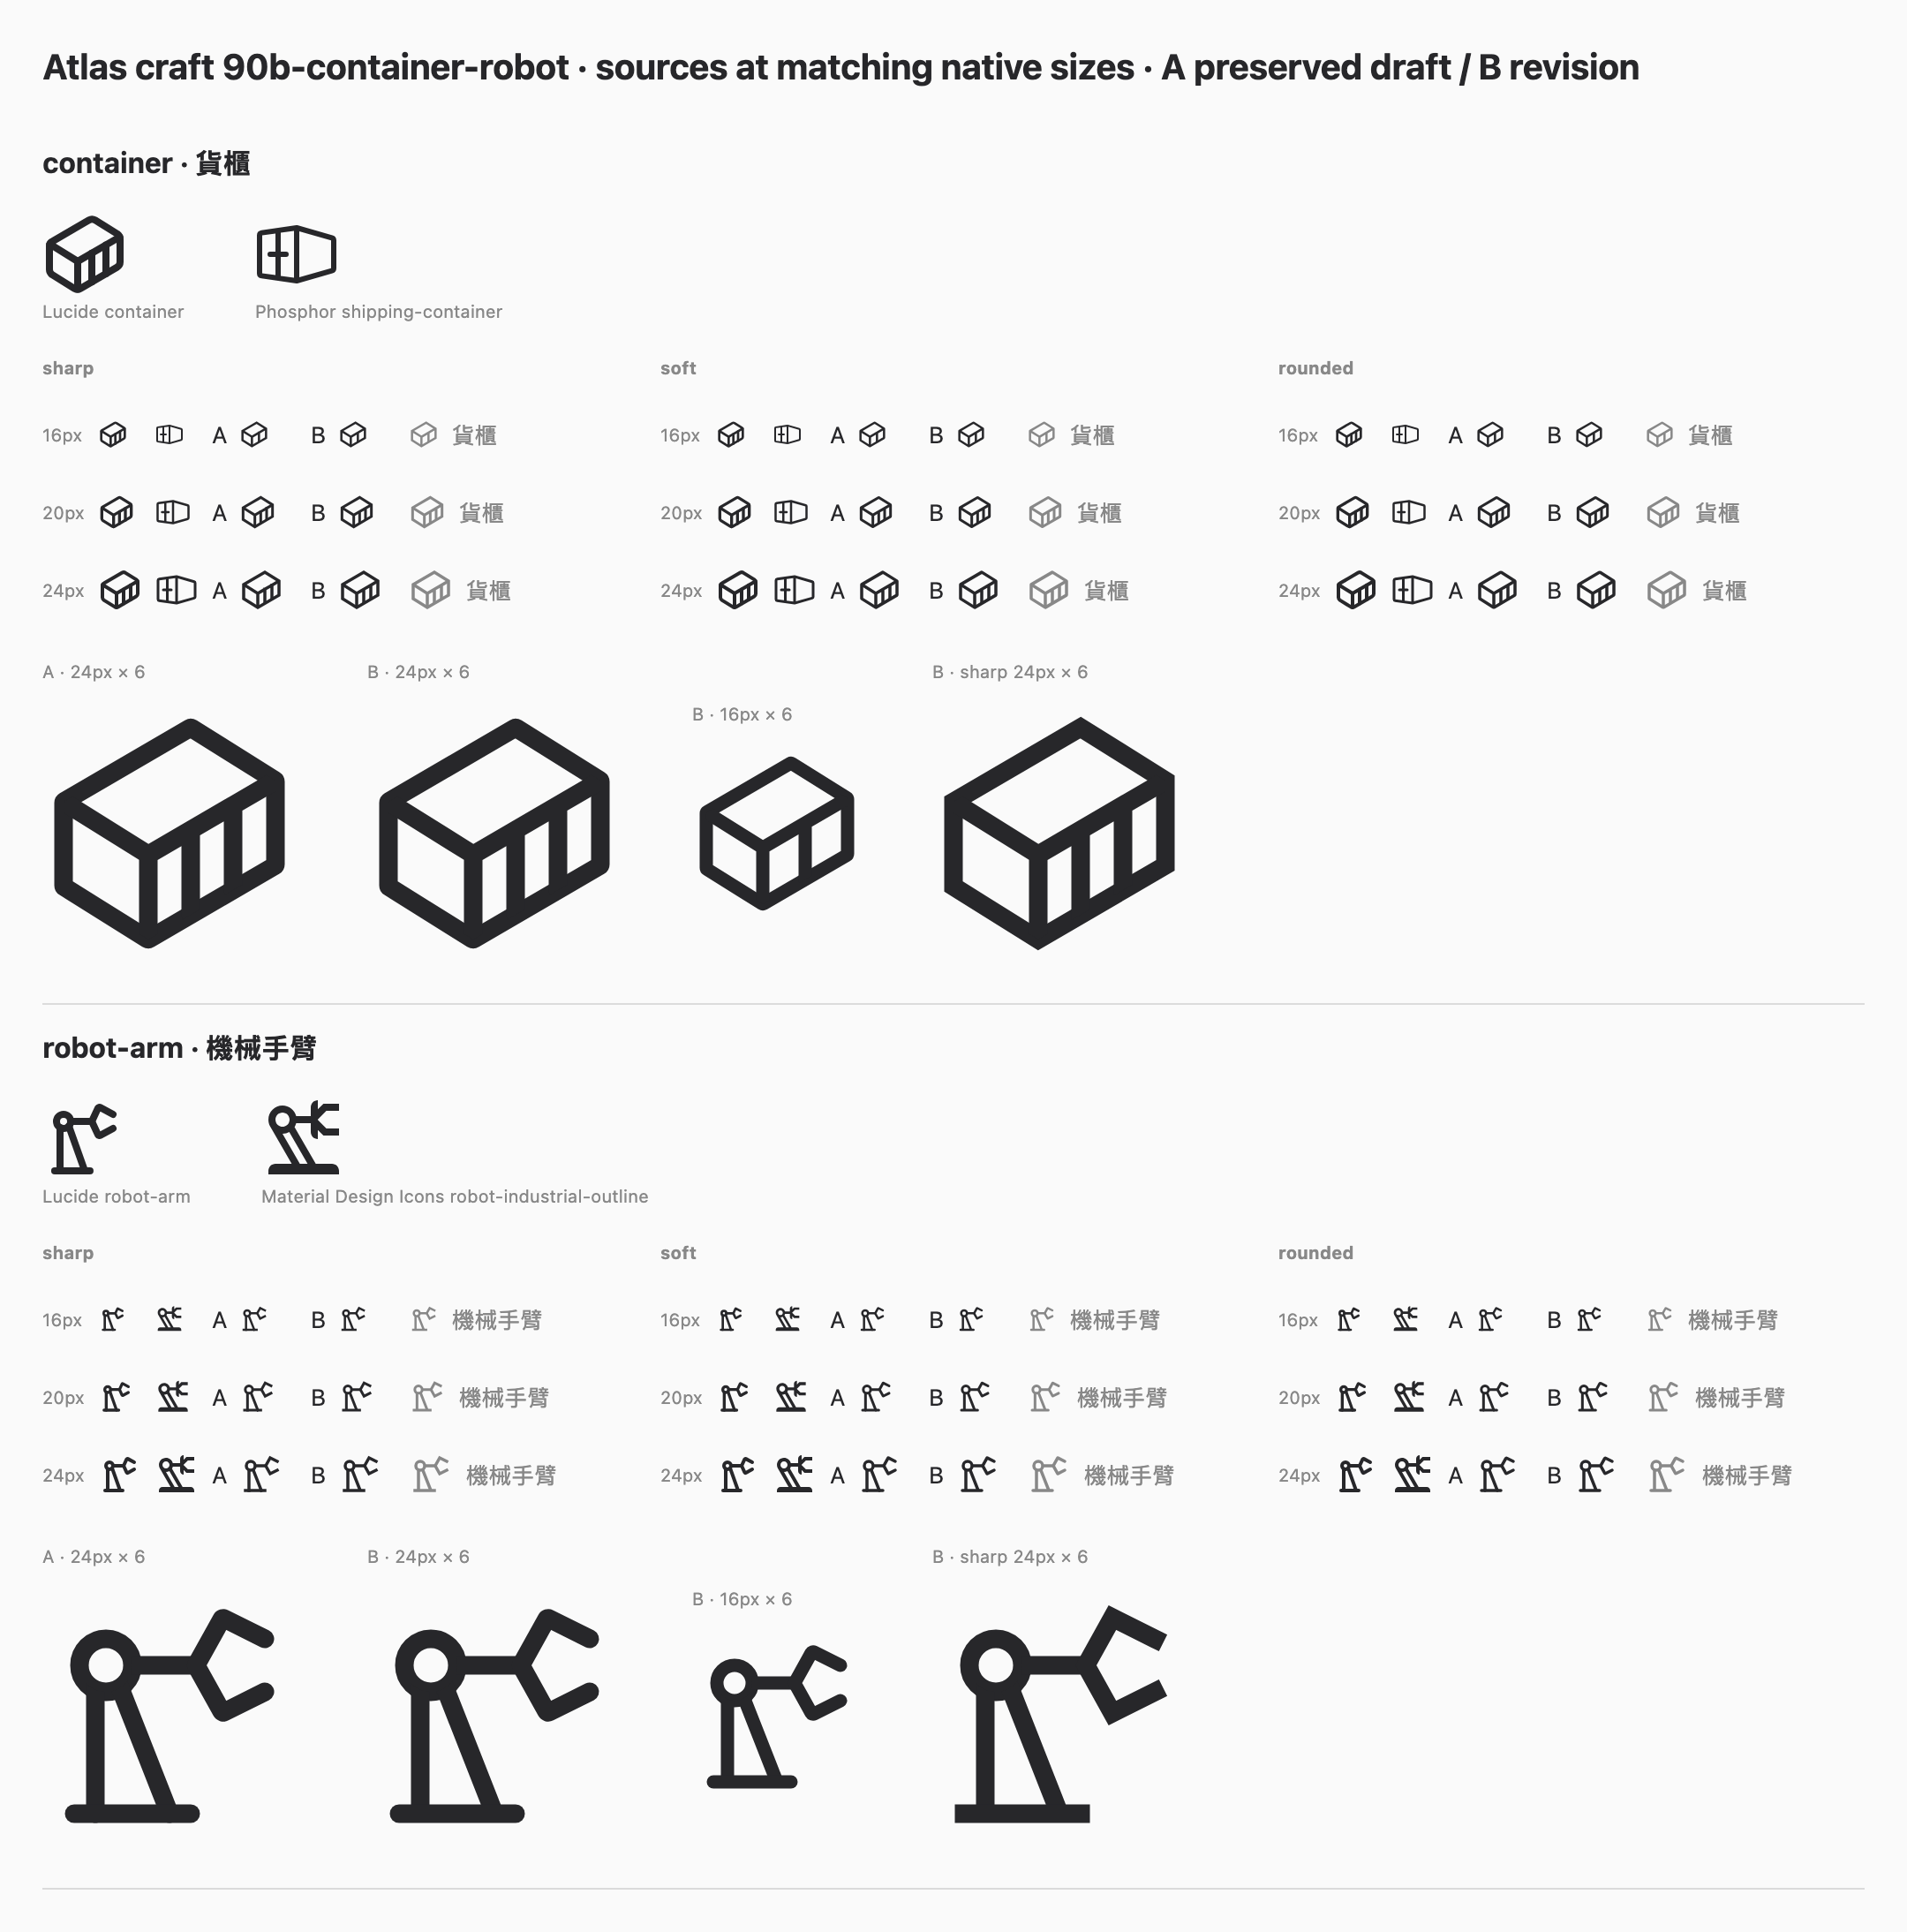 Atlas craft 90b-container-robot · sources at matching native sizes · A preserved draft / B revision
container · 貨櫃
Lucide container
Phosphor shipping-container
sharp
soft
rounded
16px A B 貨櫃
16px A B 貨櫃
16px A B 貨櫃
20px A B 貨櫃
20px A B 貨櫃
20px A B 貨櫃
24px A B 貨櫃
24px A B 貨櫃
24px A B 貨櫃
A · 24px × 6
B · 24px × 6
B · 16px × 6
B · sharp 24px × 6
robot-arm · 機械手臂
Lucide robot-arm
Material Design Icons robot-industrial-outline
sharp
soft
rounded
16px A B 機械手臂
16px A B 機械手臂
16px A B 機械手臂
20px A B 機械手臂
20px A B 機械手臂
20px A B 機械手臂
24px A B 機械手臂
24px A B 機械手臂
24px A B 機械手臂
A · 24px × 6
B · 24px × 6
B · 16px × 6
B · sharp 24px × 6